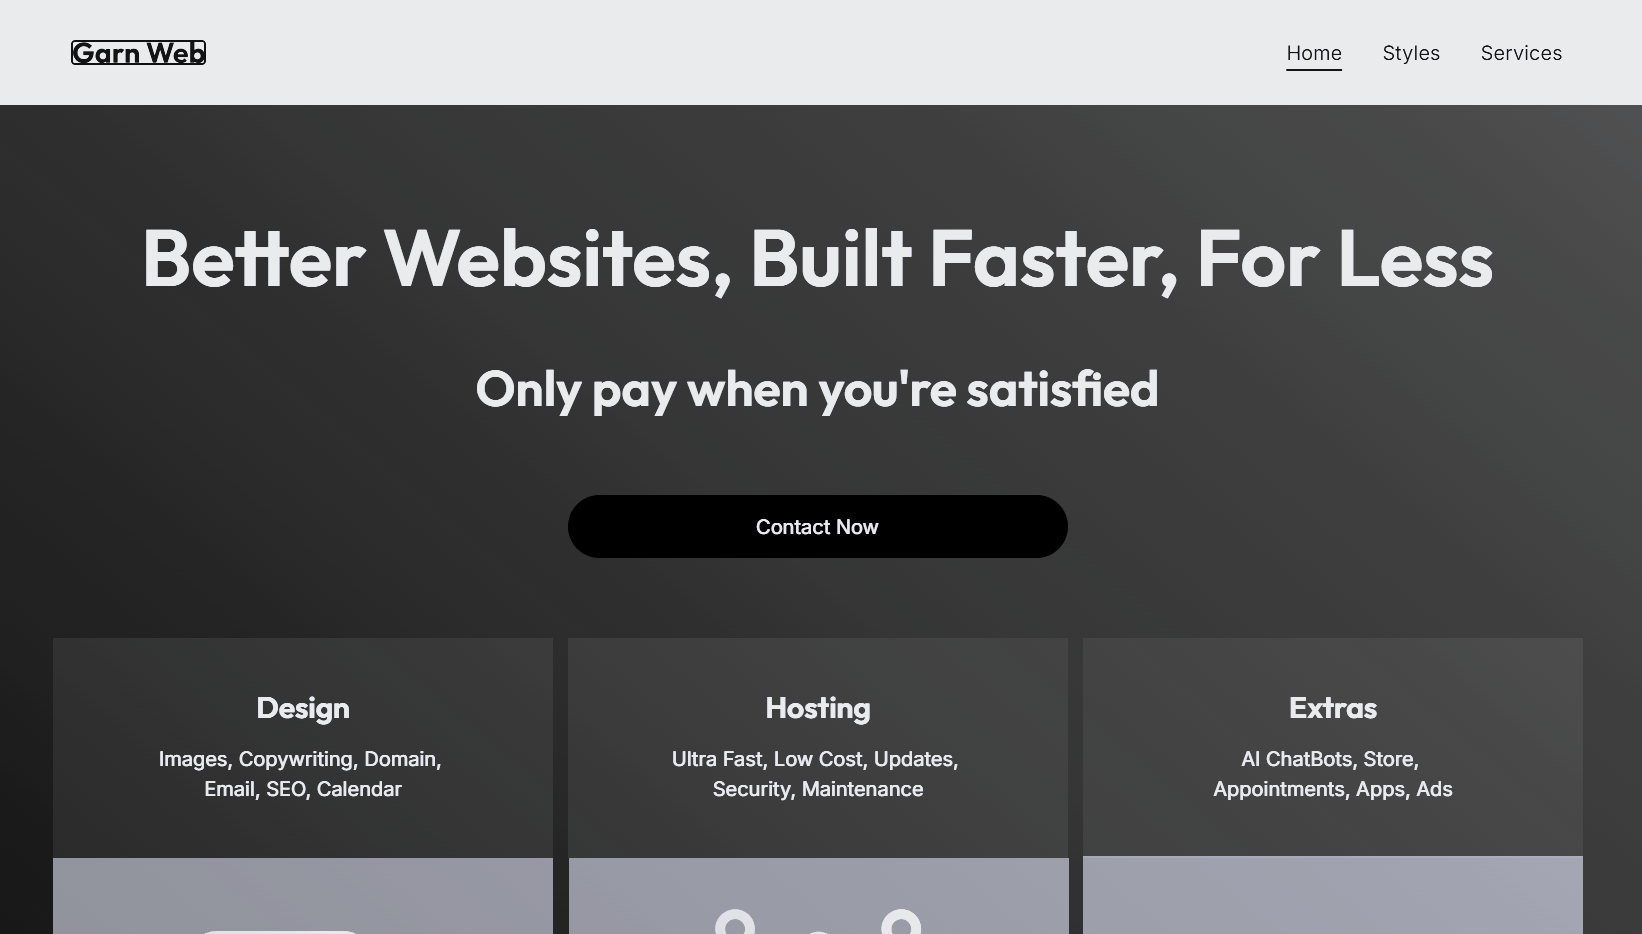 Garn Web
Home
Styles
Services
Better Websites, Built Faster, For Less
Only pay when you're satisfied
Contact Now
Design
Images, Copywriting, Domain,
Email, SEO, Calendar
Hosting
Ultra Fast, Low Cost, Updates,
Security, Maintenance
Extras
AI ChatBots, Store,
Appointments, Apps, Ads